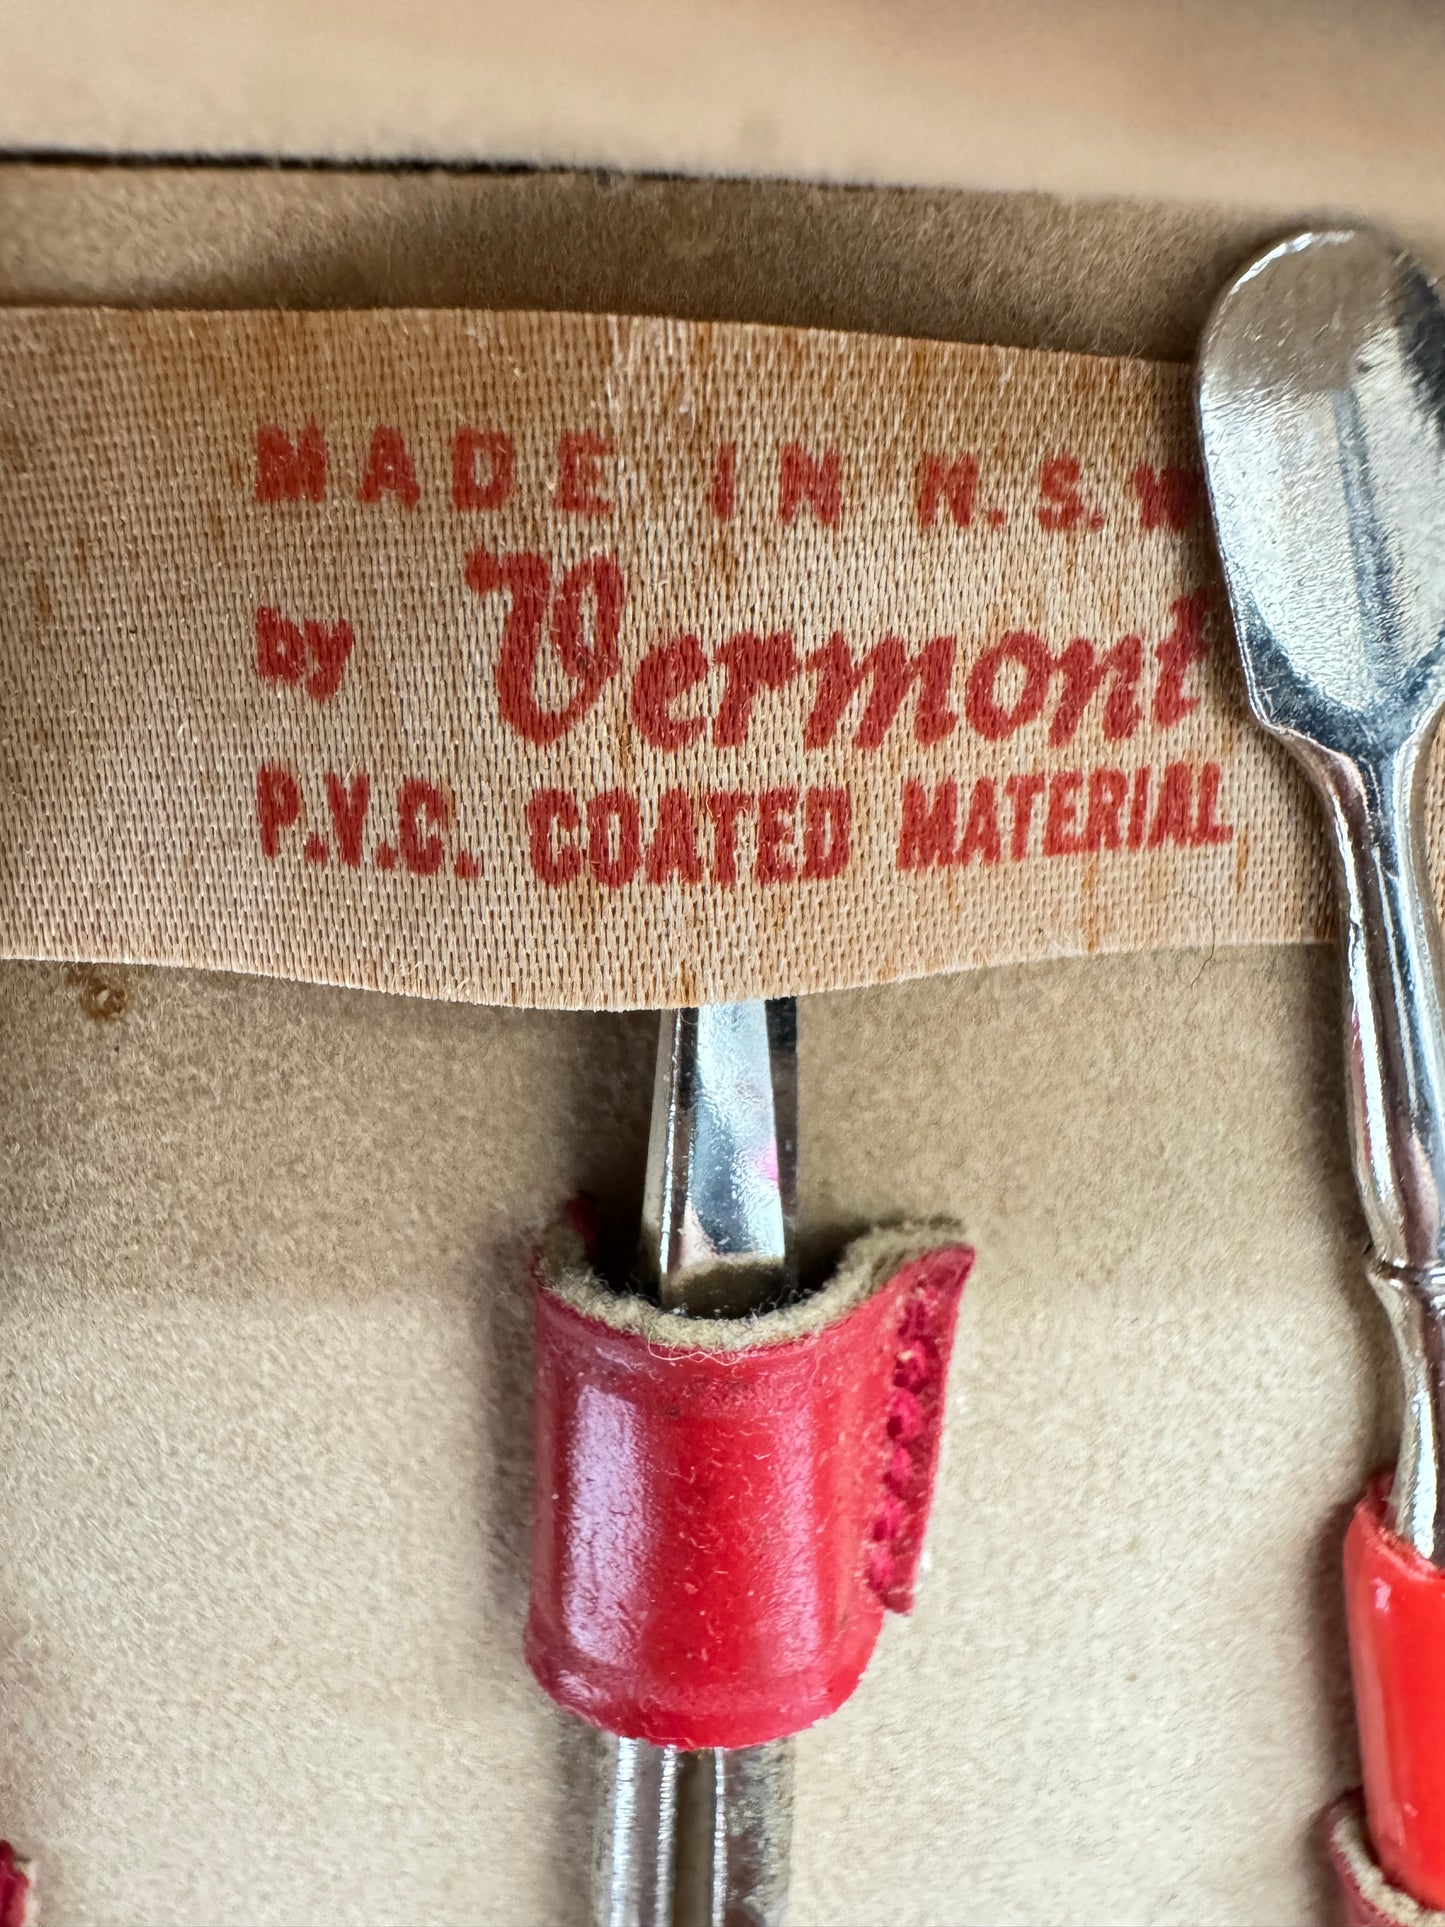 MADE IN N.S.W
by Vermont
P.V.C. COATED MATERIAL